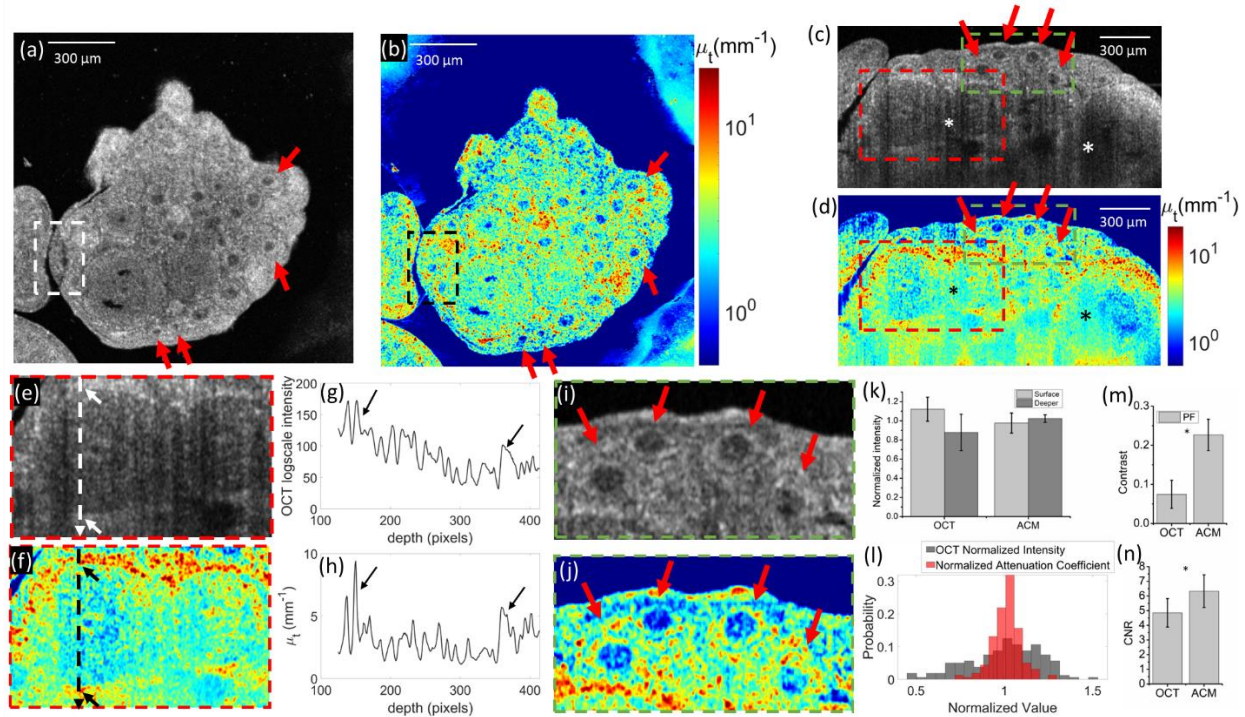 (a)
300 µm
(b)
300 µm
µt(mm⁻¹)
10¹
10⁰
(c)
300 µm
(d)
300 µm
µt(mm⁻¹)
10¹
10⁰
*
*
*
*
(e)
(f)
(g)
OCT logscale intensity
200
150
100
50
0
100
200
300
400
depth (pixels)
(h)
µt (mm⁻¹)
10
5
0
100
200
300
400
depth (pixels)
(i)
(j)
(k)
Surface
Deeper
Normalized intensity
1.4
1.2
1.0
0.8
0.6
0.4
0.2
0.0
OCT
ACM
(l)
OCT Normalized Intensity
Normalized Attenuation Coefficient
Probability
0.3
0.2
0.1
0
0.5
1
1.5
Normalized Value
(m)
PF
*
Contrast
0.3
0.2
0.1
0.0
OCT
ACM
(n)
*
CNR
8
7
6
5
4
3
2
1
0
OCT
ACM